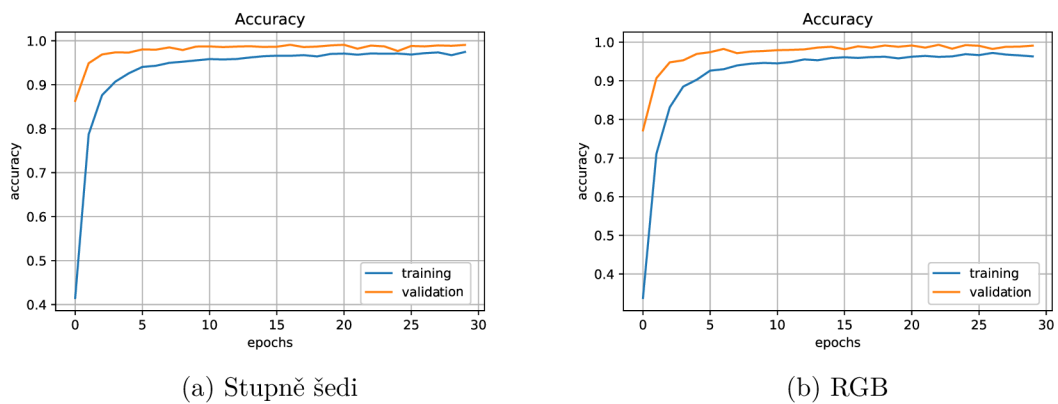 Accuracy
1.0
0.9
0.8
0.7
0.6
0.5
0.4
accuracy
0 5 10 15 20 25 30
epochs
training
validation
(a) Stupně šedi
Accuracy
1.0
0.9
0.8
0.7
0.6
0.5
0.4
accuracy
0 5 10 15 20 25 30
epochs
training
validation
(b) RGB